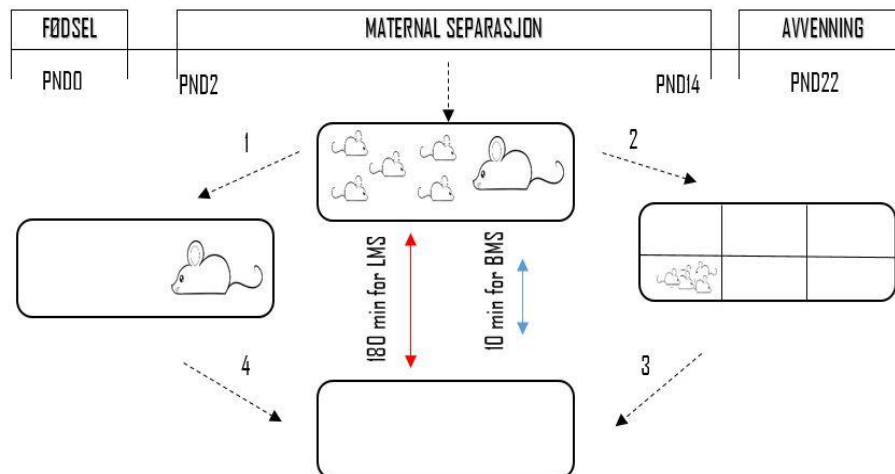 FØDSEL
MATERNAL SEPARASJON
AVVENNING
PND0
PND2
PND14
PND22
1
2
180 min for LMS
10 min for BMS
4
3